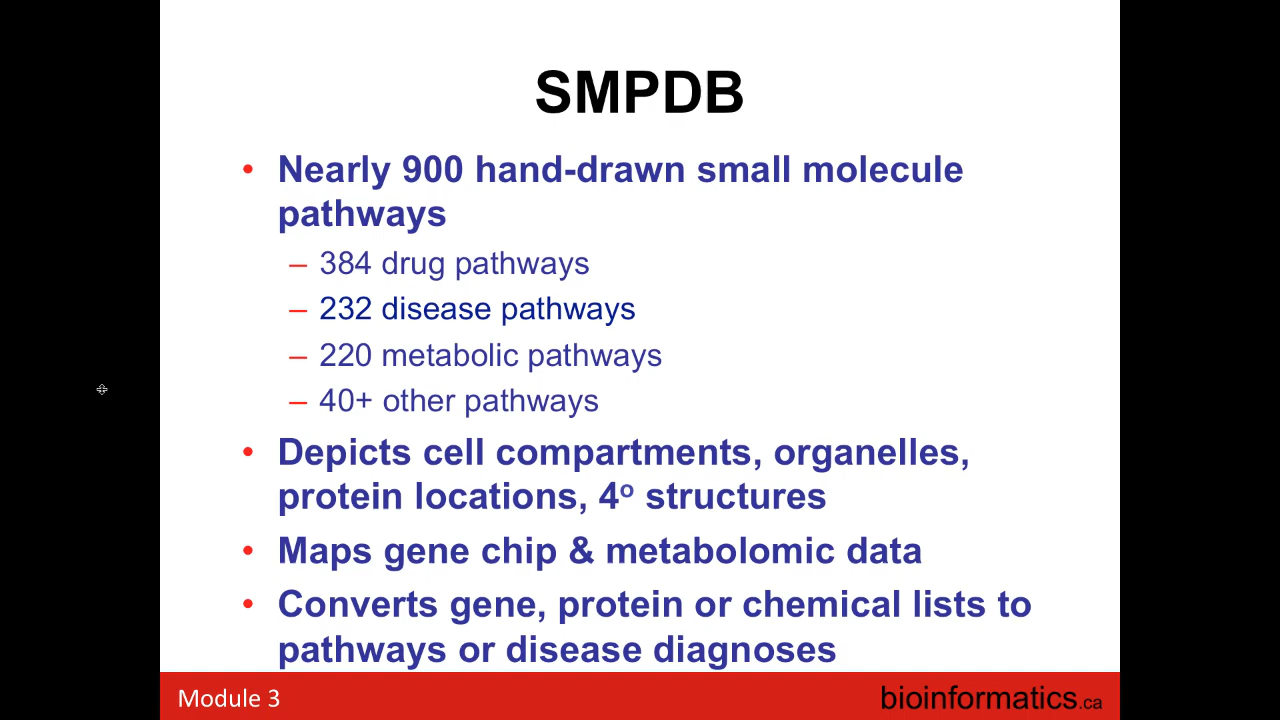 SMPDB
• Nearly 900 hand-drawn small molecule
pathways
– 384 drug pathways
– 232 disease pathways
– 220 metabolic pathways
– 40+ other pathways
• Depicts cell compartments, organelles,
protein locations, 4º structures
• Maps gene chip & metabolomic data
• Converts gene, protein or chemical lists to
pathways or disease diagnoses
Module 3
bioinformatics.ca